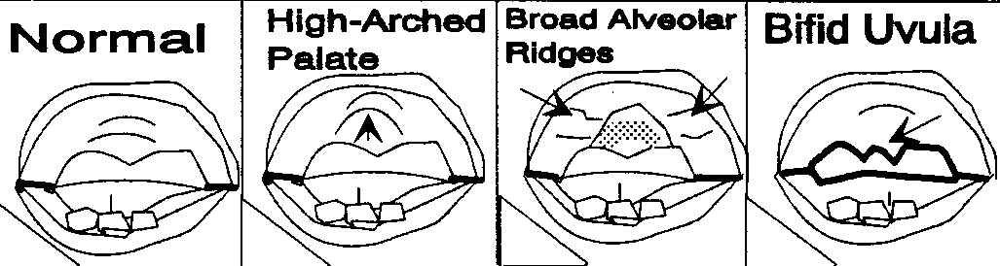 Normal
High-Arched
Palate
Broad Alveolar
Ridges
Bifid Uvula